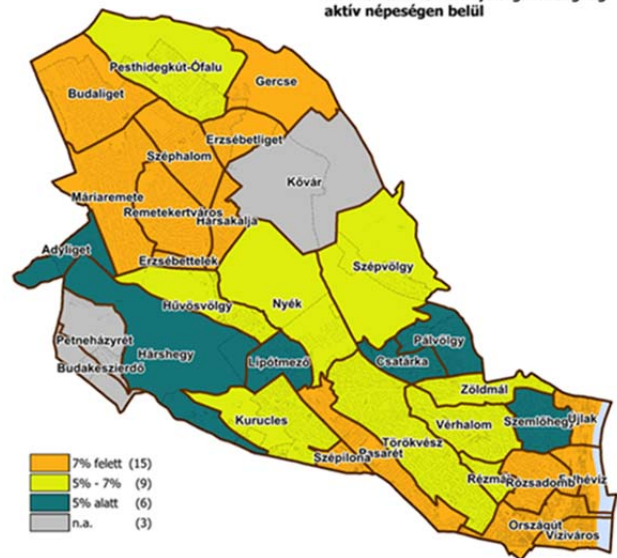 aktív népeségen belül
Pesthidegkút-Ófalu
Gercse
Budaliget
Erzsébetliget
Széphalom
Kővár
Máriaremete
Remetekertváros
Hársakalja
Adyliget
Erzsébettelek
Szépvölgy
Hűvösvölgy
Nyék
Petneházyrét
Pálvölgy
Hárshegy
Lipótmező
Csatárka
Budakeszierdő
Zöldmál
Kurucles
Vérhalom
Szemlőhegy
Ujlak
Törökvész
Szépilona
Pasarét
Rézmál
Rózsadomb
Felhévíz
Országút
Víziváros
7% felett (15)
5% - 7% (9)
5% alatt (6)
n.a. (3)